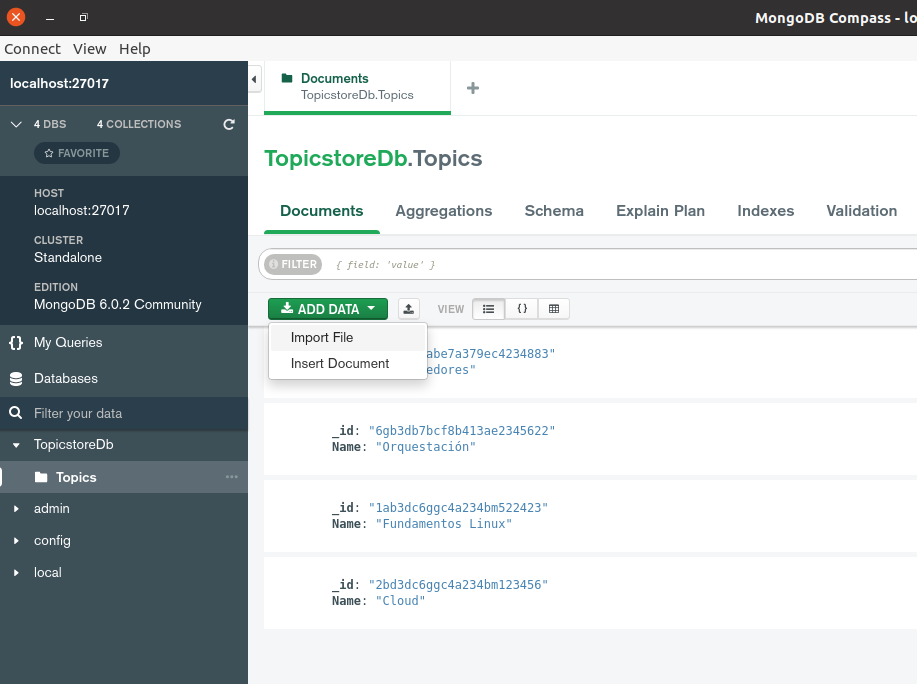 MongoDB Compass - lo
Connect View Help
localhost:27017
4 DBS 4 COLLECTIONS
FAVORITE
HOST
localhost:27017
CLUSTER
Standalone
EDITION
MongoDB 6.0.2 Community
{} My Queries
Databases
Filter your data
TopicstoreDb
Topics ...
admin
config
local
Documents
TopicstoreDb.Topics
+
TopicstoreDb.Topics
Documents Aggregations Schema Explain Plan Indexes Validation
FILTER { field: 'value' }
ADD DATA VIEW {}
Import File
Insert Document
abe7a379ec4234883"
edores"
_id: "6gb3db7bcf8b413ae2345622"
Name: "Orquestación"
_id: "1ab3dc6ggc4a234bm522423"
Name: "Fundamentos Linux"
_id: "2bd3dc6ggc4a234bm123456"
Name: "Cloud"